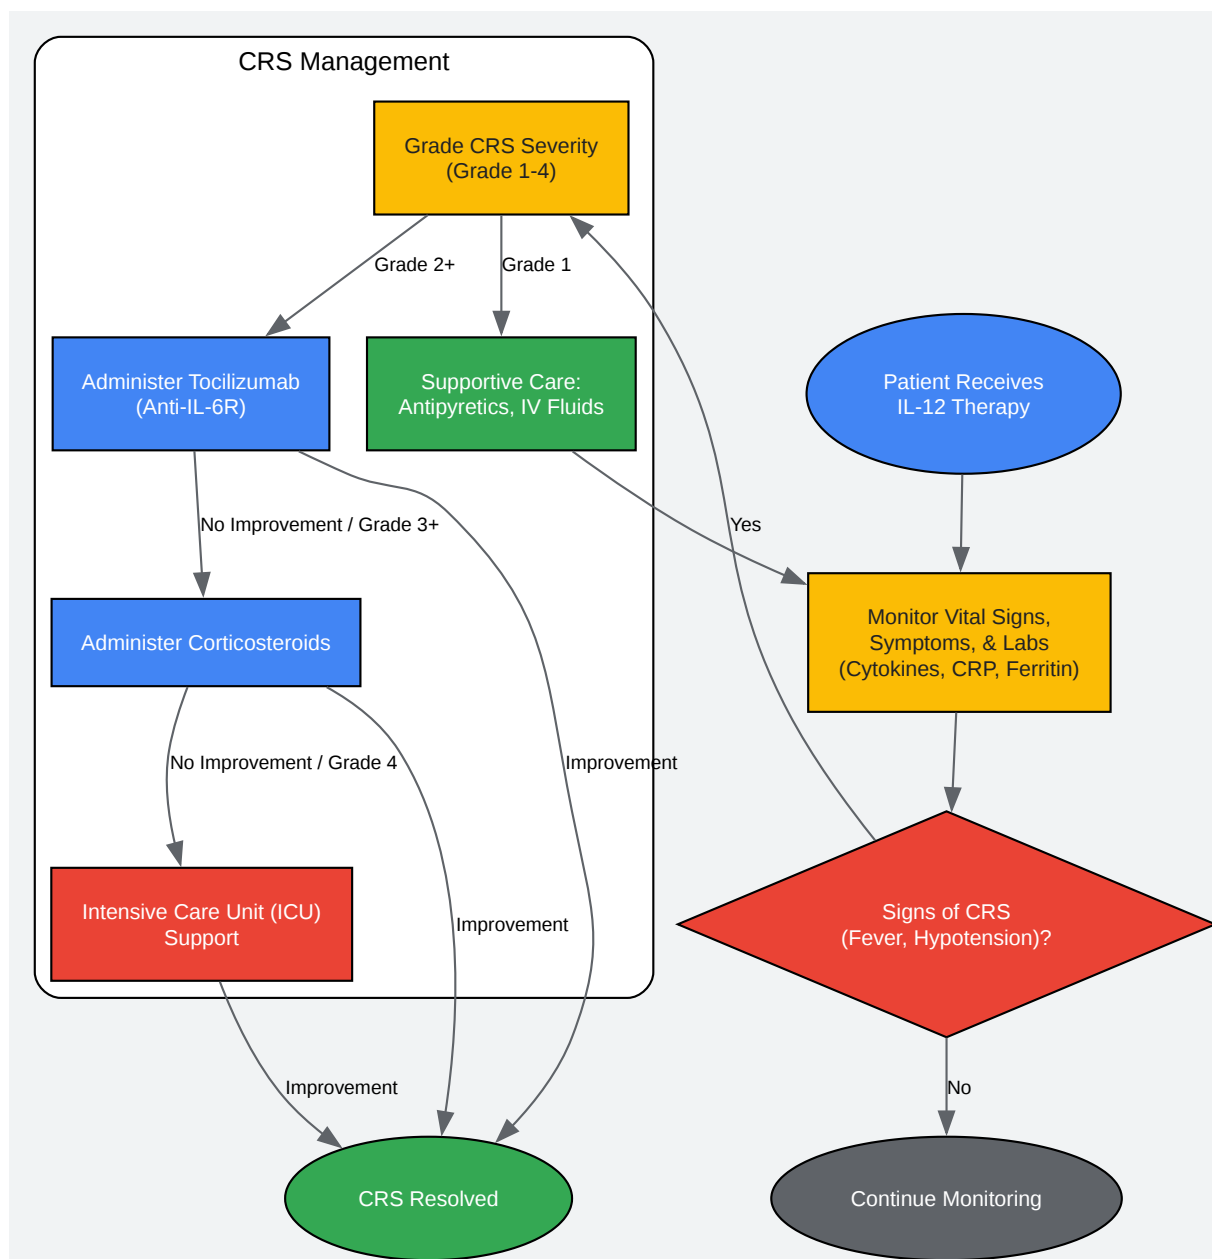 CRS Management
Grade CRS Severity
(Grade 1-4)
Grade 2+
Grade 1
Administer Tocilizumab
(Anti-IL-6R)
Supportive Care:
Antipyretics, IV Fluids
Patient Receives
IL-12 Therapy
No Improvement / Grade 3+
Yes
Administer Corticosteroids
Monitor Vital Signs,
Symptoms, & Labs
(Cytokines, CRP, Ferritin)
No Improvement / Grade 4
Improvement
Intensive Care Unit (ICU)
Support
Improvement
Signs of CRS
(Fever, Hypotension)?
Improvement
No
CRS Resolved
Continue Monitoring